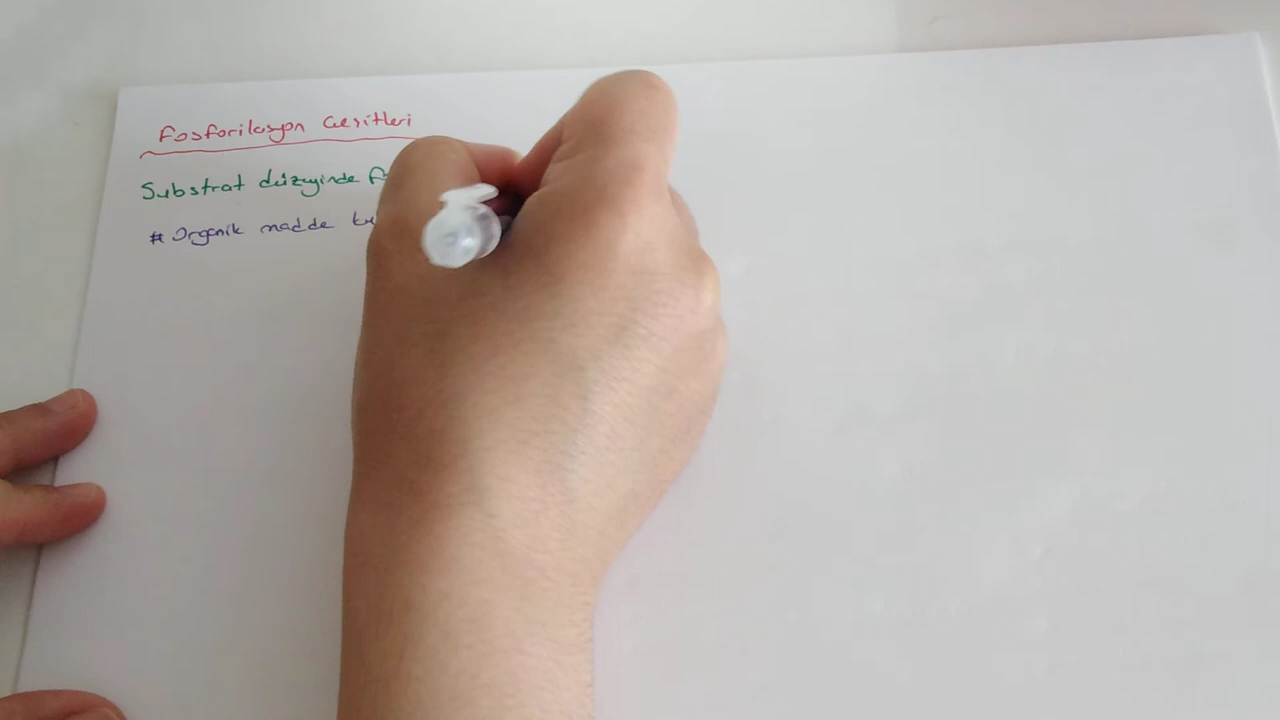 Fosforilasyon Çeşitleri
Substrat düzeyinde
# Organik madde